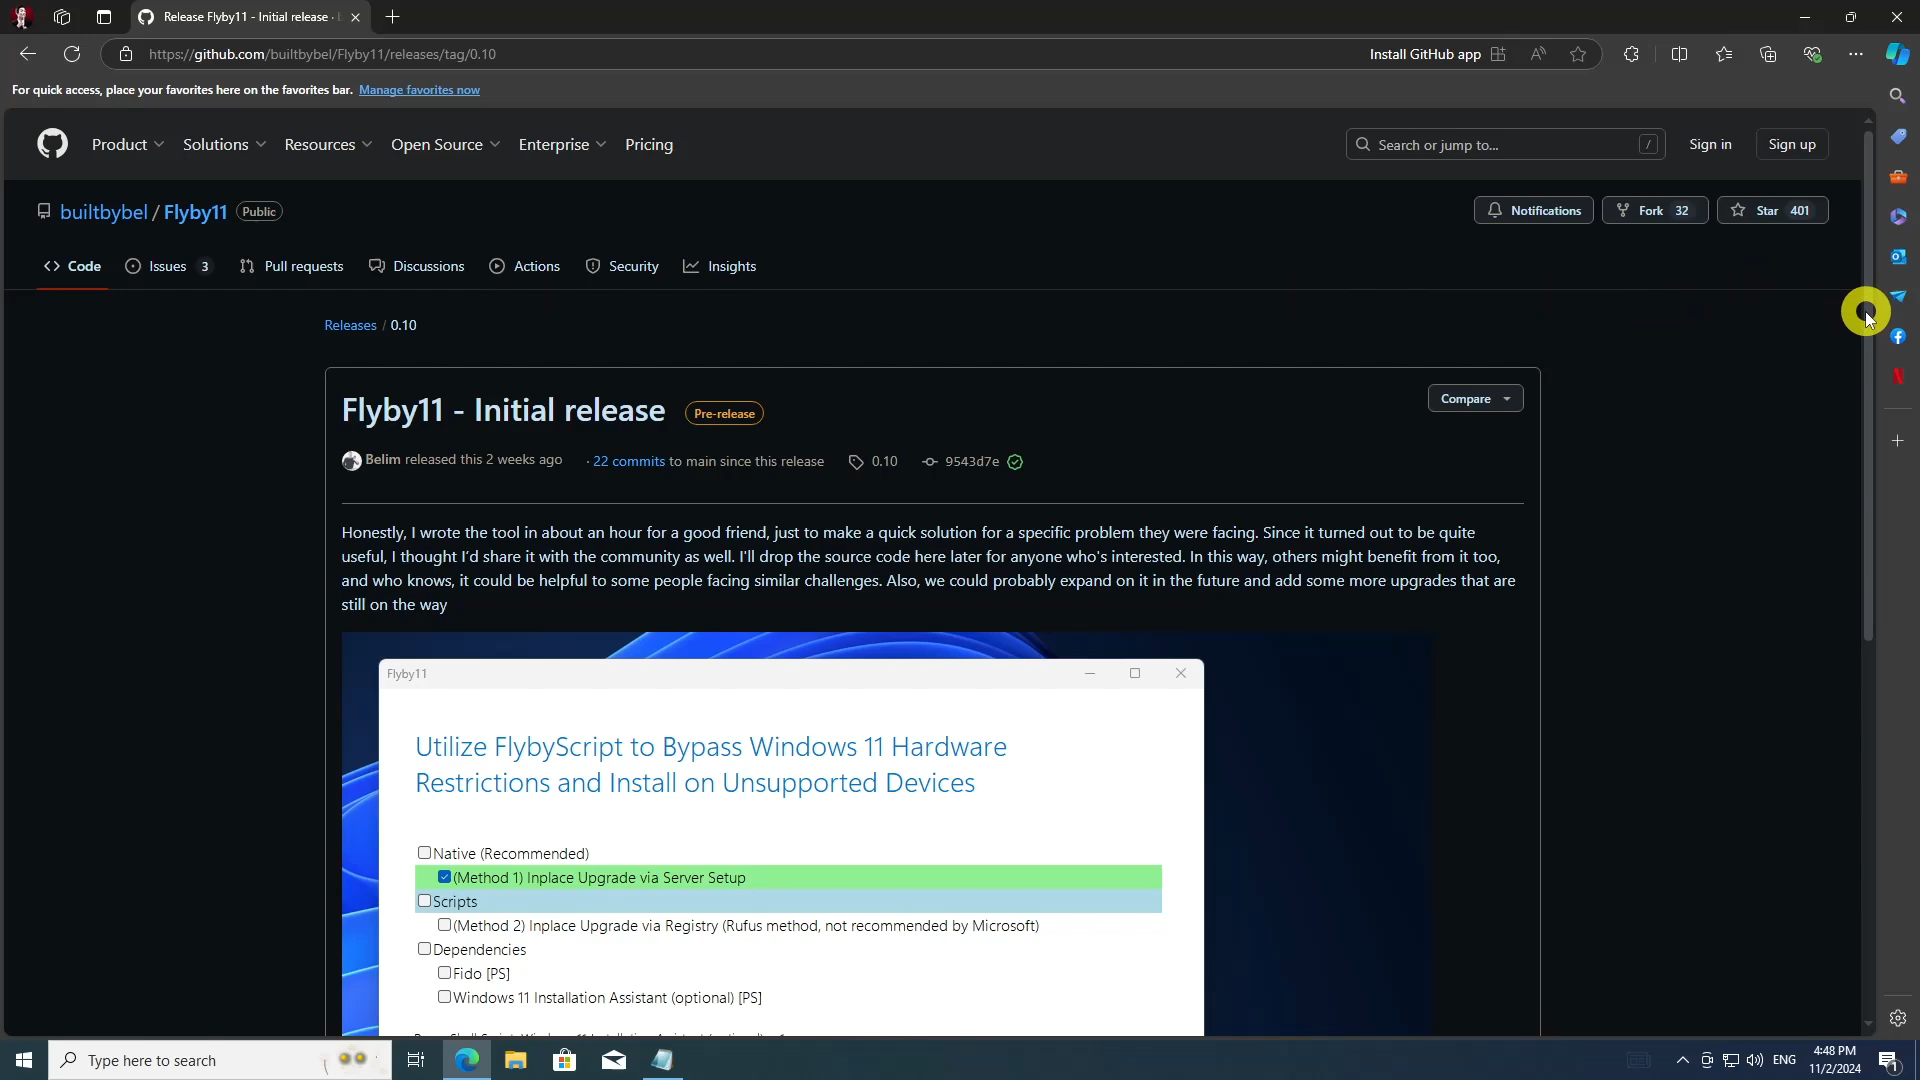 Release Flyby11 - Initial release ·
https://github.com/builtbybel/Flyby11/releases/tag/0.10
Install GitHub app
For quick access, place your favorites here on the favorites bar. Manage favorites now
Product Solutions Resources Open Source Enterprise Pricing
Search or jump to... /
Sign in
Sign up
builtbybel / Flyby11 Public
Notifications
Fork 32
Star 401
Code Issues 3 Pull requests Discussions Actions Security Insights
Releases / 0.10
Flyby11 - Initial release Pre-release
Compare
Belim released this 2 weeks ago · 22 commits to main since this release 0.10 9543d7e
Honestly, I wrote the tool in about an hour for a good friend, just to make a quick solution for a specific problem they were facing. Since it turned out to be quite
useful, I thought I'd share it with the community as well. I'll drop the source code here later for anyone who's interested. In this way, others might benefit from it too,
and who knows, it could be helpful to some people facing similar challenges. Also, we could probably expand on it in the future and add some more upgrades that are
still on the way
Flyby11
Utilize FlybyScript to Bypass Windows 11 Hardware
Restrictions and Install on Unsupported Devices
Native (Recommended)
(Method 1) Inplace Upgrade via Server Setup
Scripts
(Method 2) Inplace Upgrade via Registry (Rufus method, not recommended by Microsoft)
Dependencies
Fido [PS]
Windows 11 Installation Assistant (optional) [PS]
Type here to search
ENG
4:48 PM
11/2/2024
1